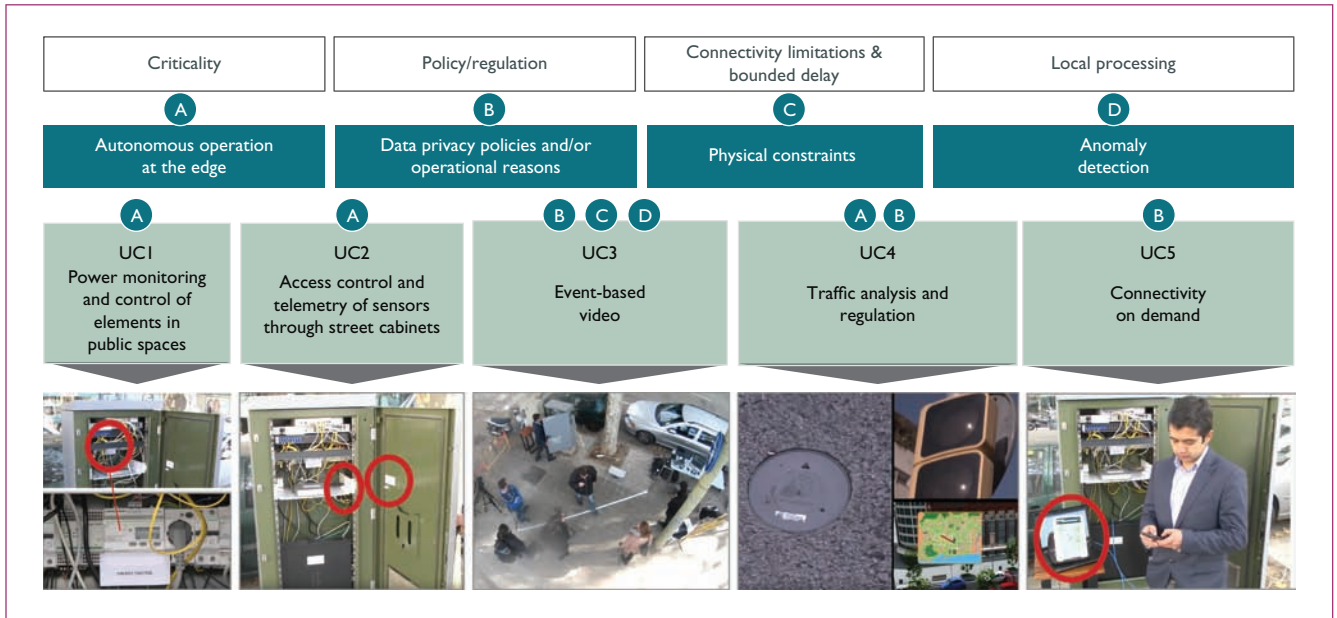 Criticality
Policy/regulation
Connectivity limitations &
bounded delay
Local processing
A
B
C
D
Autonomous operation
at the edge
Data privacy policies and/or
operational reasons
Physical constraints
Anomaly
detection
A
A
B C D
A B
B
UC1
Power monitoring
and control of
elements in
public spaces
UC2
Access control and
telemetry of sensors
through street cabinets
UC3
Event-based
video
UC4
Traffic analysis and
regulation
UC5
Connectivity
on demand